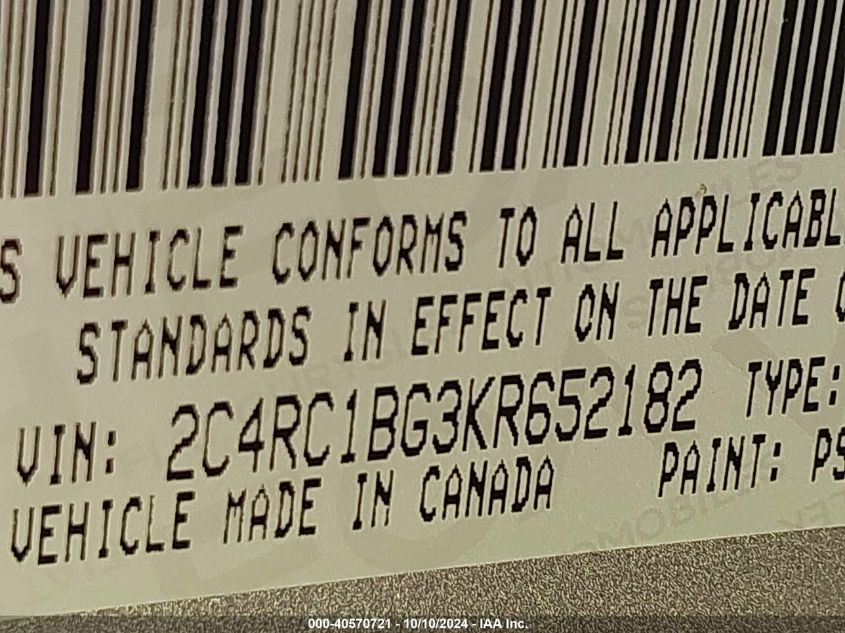 S VEHICLE CONFORMS TO ALL APPLICABL
STANDARDS IN EFFECT ON THE DATE O
VIN: 2C4RC1BG3KR652182 TYPE:
VEHICLE MADE IN CANADA PAINT: PS
000-40570721 - 10/10/2024 - IAA Inc.